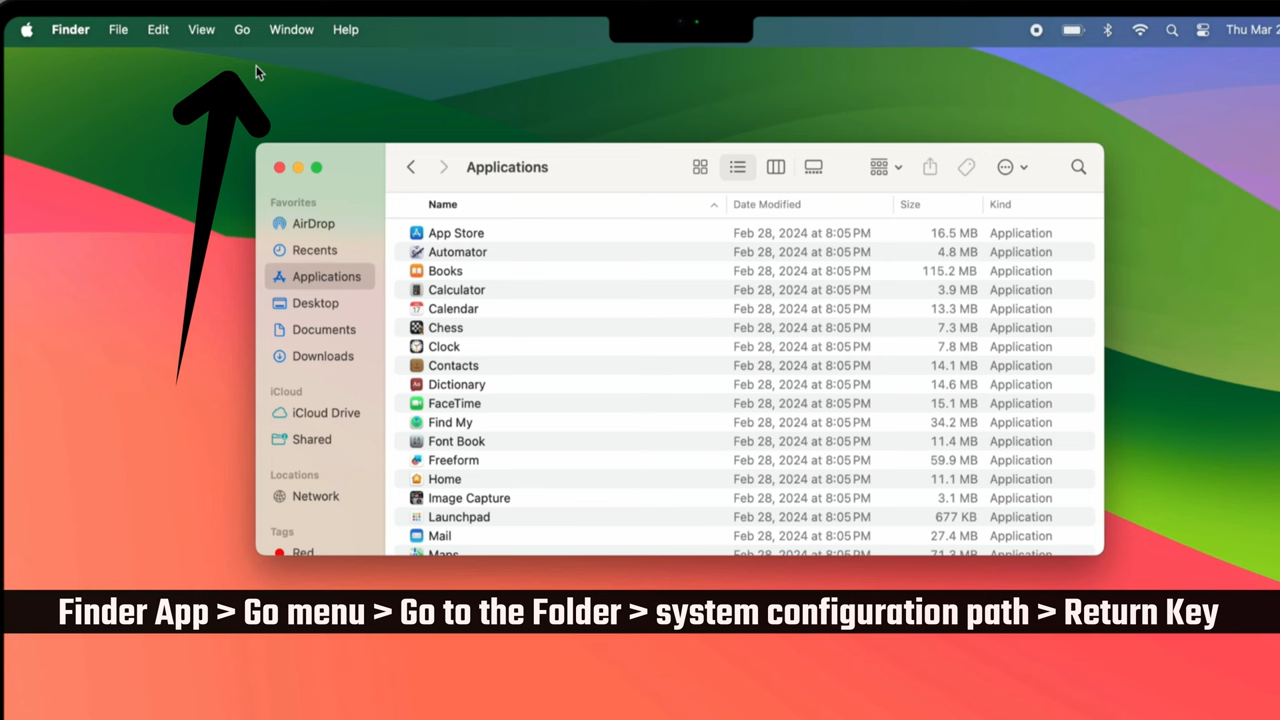 Finder File Edit View Go Window Help Thu Mar 2
Applications
Favorites
AirDrop
Recents
Applications
Desktop
Documents
Downloads
iCloud
iCloud Drive
Shared
Locations
Network
Tags
Red
Name Date Modified Size Kind
App Store Feb 28, 2024 at 8:05 PM 16.5 MB Application
Automator Feb 28, 2024 at 8:05 PM 4.8 MB Application
Books Feb 28, 2024 at 8:05 PM 115.2 MB Application
Calculator Feb 28, 2024 at 8:05 PM 3.9 MB Application
Calendar Feb 28, 2024 at 8:05 PM 13.3 MB Application
Chess Feb 28, 2024 at 8:05 PM 7.3 MB Application
Clock Feb 28, 2024 at 8:05 PM 7.8 MB Application
Contacts Feb 28, 2024 at 8:05 PM 14.1 MB Application
Dictionary Feb 28, 2024 at 8:05 PM 14.6 MB Application
FaceTime Feb 28, 2024 at 8:05 PM 15.1 MB Application
Find My Feb 28, 2024 at 8:05 PM 34.2 MB Application
Font Book Feb 28, 2024 at 8:05 PM 11.4 MB Application
Freeform Feb 28, 2024 at 8:05 PM 59.9 MB Application
Home Feb 28, 2024 at 8:05 PM 11.1 MB Application
Image Capture Feb 28, 2024 at 8:05 PM 3.1 MB Application
Launchpad Feb 28, 2024 at 8:05 PM 677 KB Application
Mail Feb 28, 2024 at 8:05 PM 27.4 MB Application
Maps Feb 28, 2024 at 8:05 PM 71.3 MB Application
Finder App > Go menu > Go to the Folder > system configuration path > Return Key